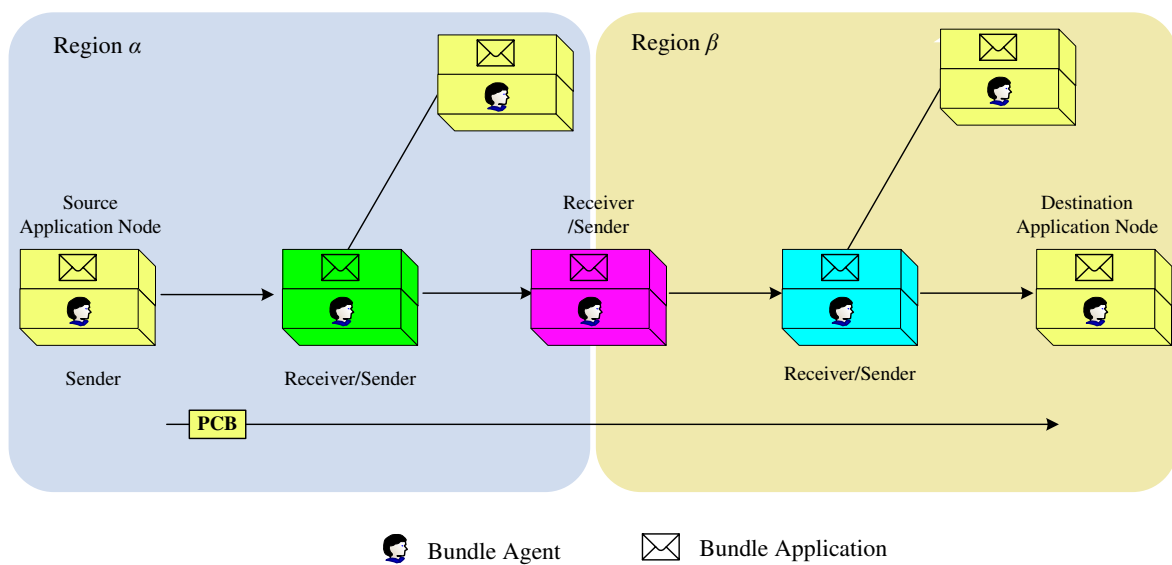 Region α
Region β
Source
Application Node
Receiver
/Sender
Destination
Application Node
Sender
Receiver/Sender
Receiver/Sender
PCB
Bundle Agent
Bundle Application